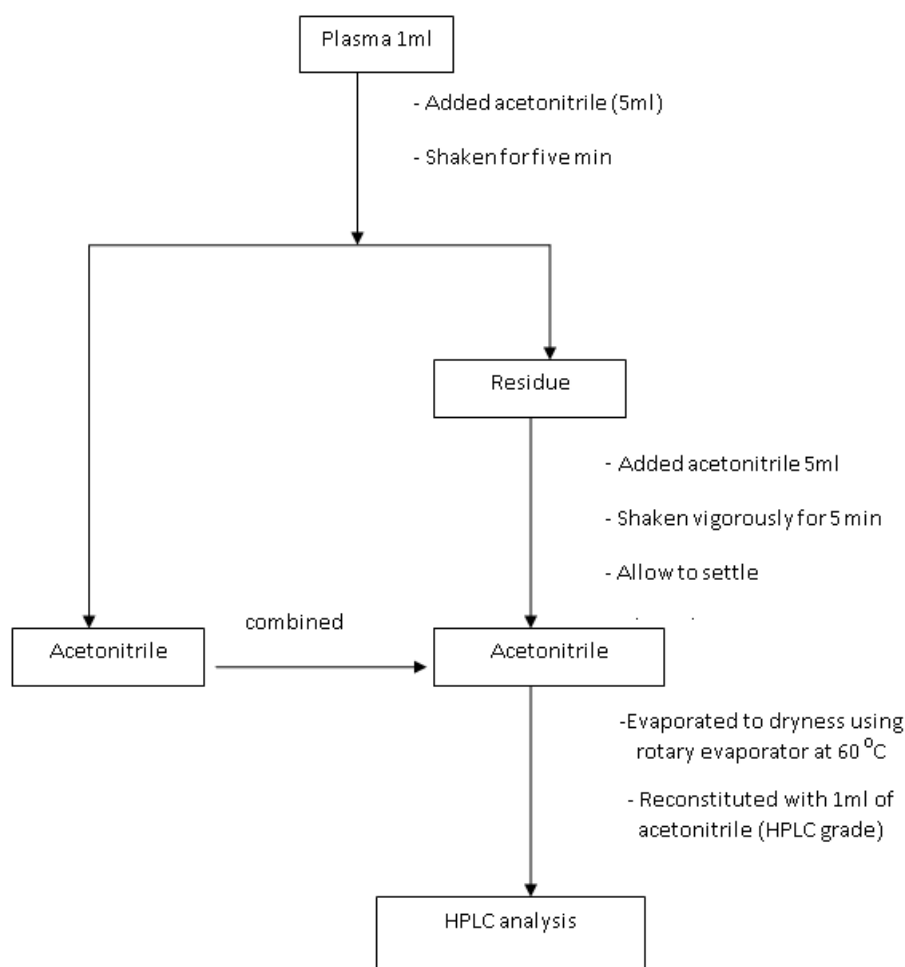 Plasma 1ml
- Added acetonitrile (5ml)
- Shaken for five min
Residue
- Added acetonitrile 5ml
- Shaken vigorously for 5 min
- Allow to settle
combined
Acetonitrile
Acetonitrile
-Evaporated to dryness using
rotary evaporator at 60 °C
- Reconstituted with 1ml of
acetonitrile (HPLC grade)
HPLC analysis